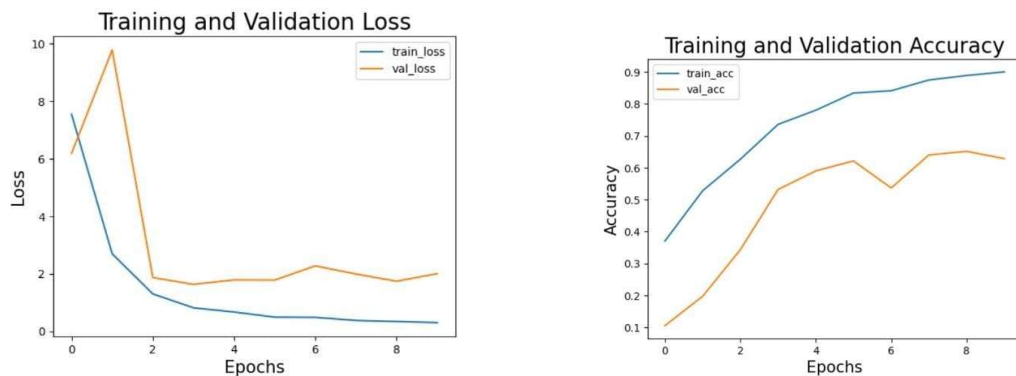 Training and Validation Loss
10
8
6
4
2
0
Loss
train_loss
val_loss
0 2 4 6 8
Epochs
Training and Validation Accuracy
0.9
0.8
0.7
0.6
0.5
0.4
0.3
0.2
0.1
Accuracy
train_acc
val_acc
0 2 4 6 8
Epochs